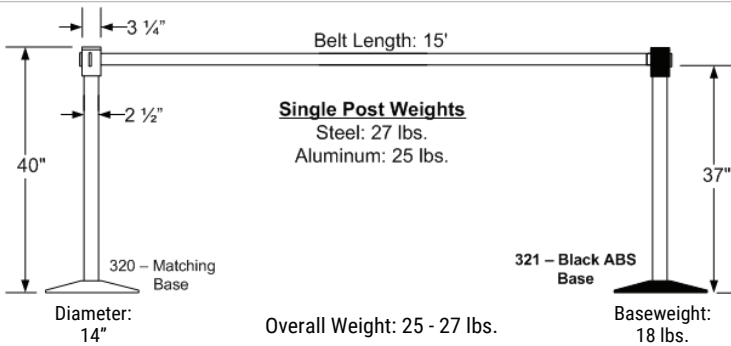 3 ¼”
Belt Length: 15'
2 ½”
Single Post Weights
Steel: 27 lbs.
Aluminum: 25 lbs.
40"
37"
320 – Matching
Base
321 – Black ABS
Base
Diameter:
14”
Overall Weight: 25 - 27 lbs.
Baseweight:
18 lbs.